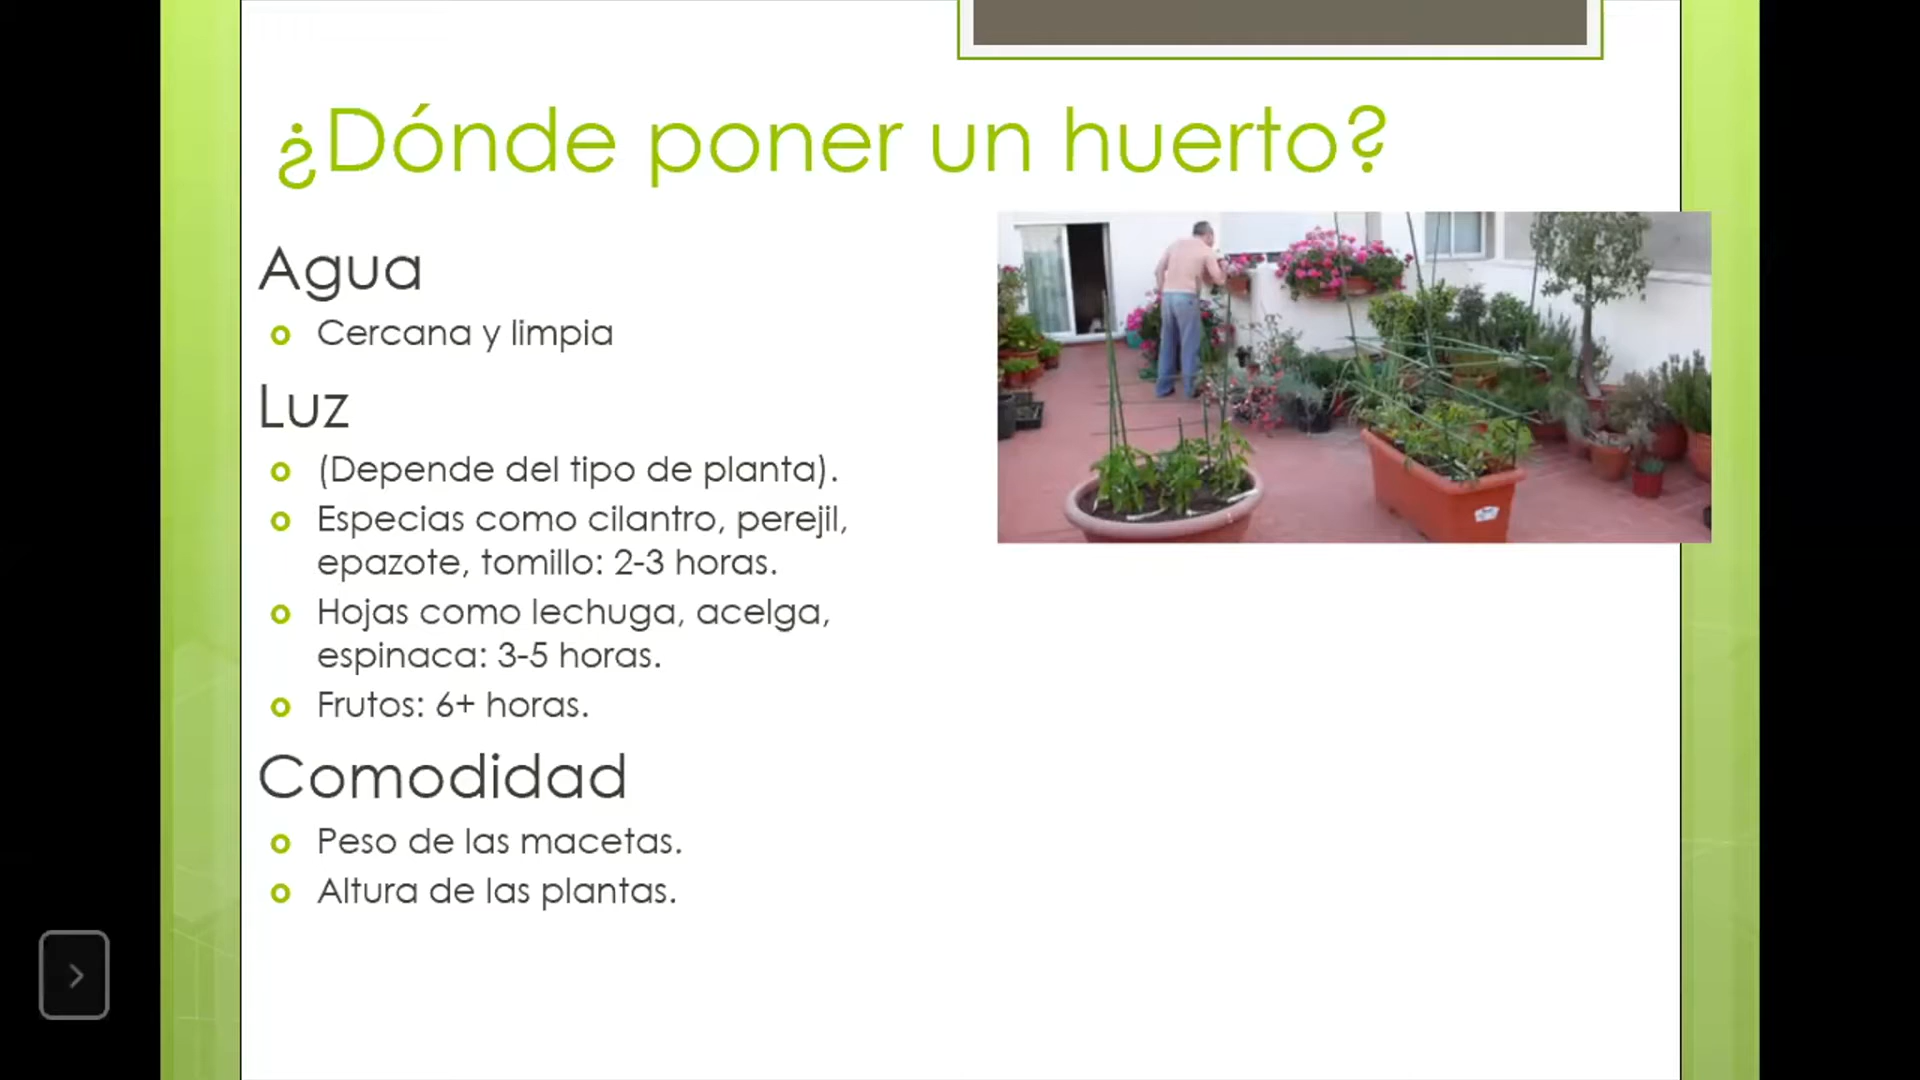 ¿Dónde poner un huerto?
Agua
Cercana y limpia
Luz
(Depende del tipo de planta).
Especias como cilantro, perejil,
epazote, tomillo: 2-3 horas.
Hojas como lechuga, acelga,
espinaca: 3-5 horas.
Frutos: 6+ horas.
Comodidad
Peso de las macetas.
Altura de las plantas.